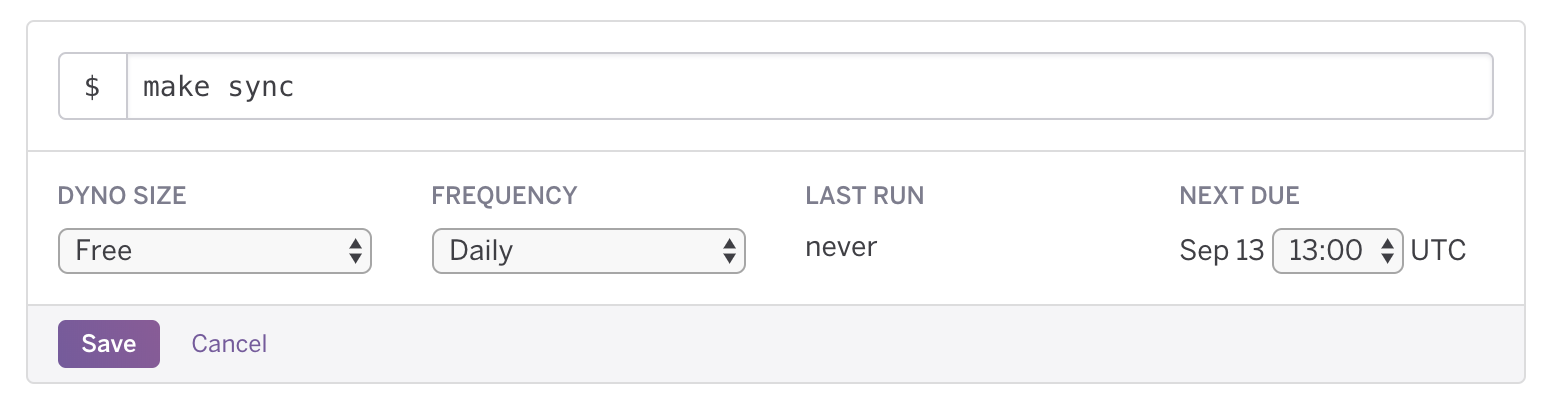 $ make sync
DYNO SIZE FREQUENCY LAST RUN NEXT DUE
Free Daily never Sep 13 13:00 UTC
Save Cancel